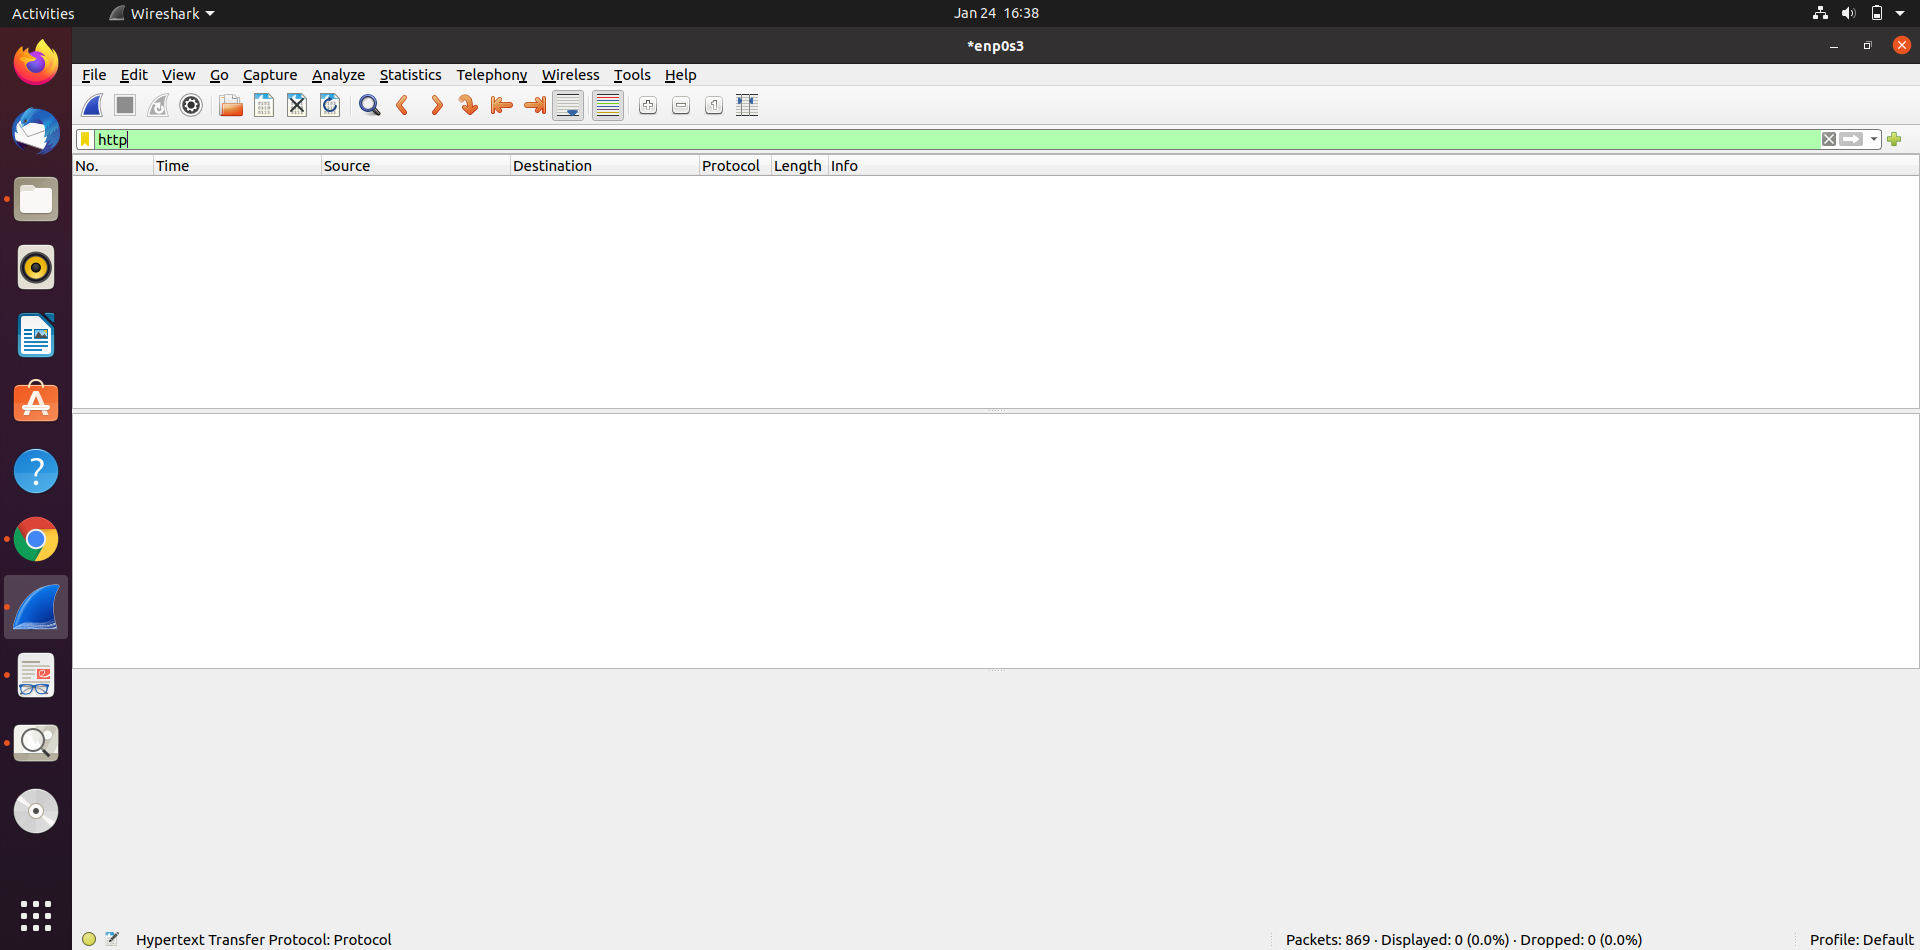 Activities Wireshark Jan 24 16:38
*enp0s3
File Edit View Go Capture Analyze Statistics Telephony Wireless Tools Help
http
No. Time Source Destination Protocol Length Info
Hypertext Transfer Protocol: Protocol Packets: 869 · Displayed: 0 (0.0%) · Dropped: 0 (0.0%) Profile: Default